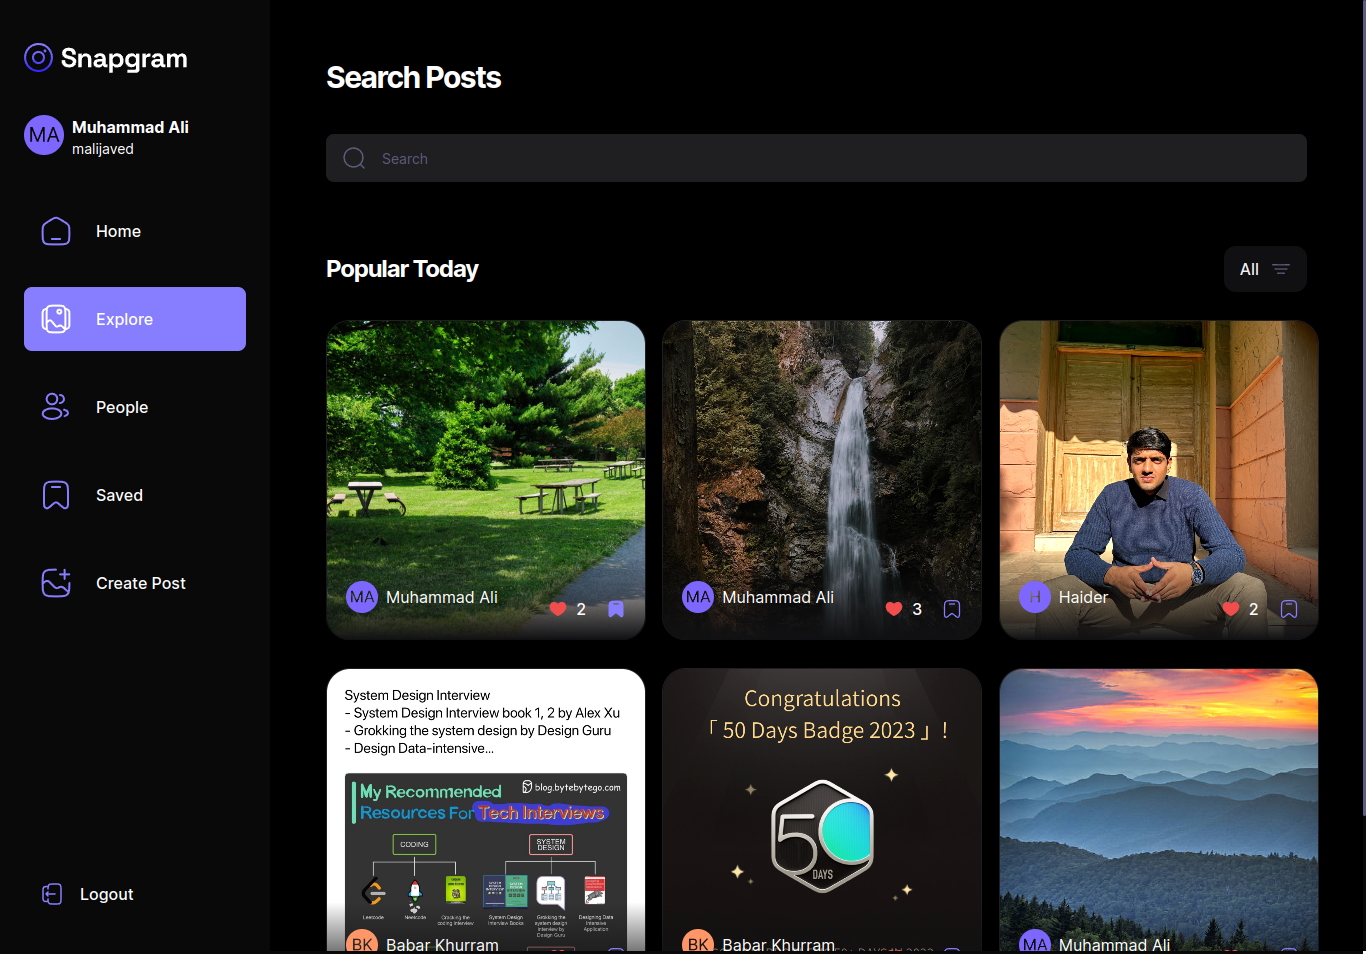 Snapgram
MA
Muhammad Ali
malijaved
Home
Explore
People
Saved
Create Post
Logout
Search Posts
Search
Popular Today
All
MA Muhammad Ali
2
MA Muhammad Ali
3
H Haider
2
System Design Interview
- System Design Interview book 1, 2 by Alex Xu
- Grokking the system design by Design Guru
- Design Data-intensive...
My Recommended
blog.bytebytego.com
Resources For Tech Interviews
CODING
SYSTEM
DESIGN
Leetcode
Neetcode
Cracking the
coding interview
System Design
Interview Books
Grokking the
system design
interview by
Design Guru
Designing Data
Intensive
Application
BK Babar Khurram
Congratulations
「 50 Days Badge 2023 」!
50
DAYS
BK Babar Khurram
MA Muhammad Ali